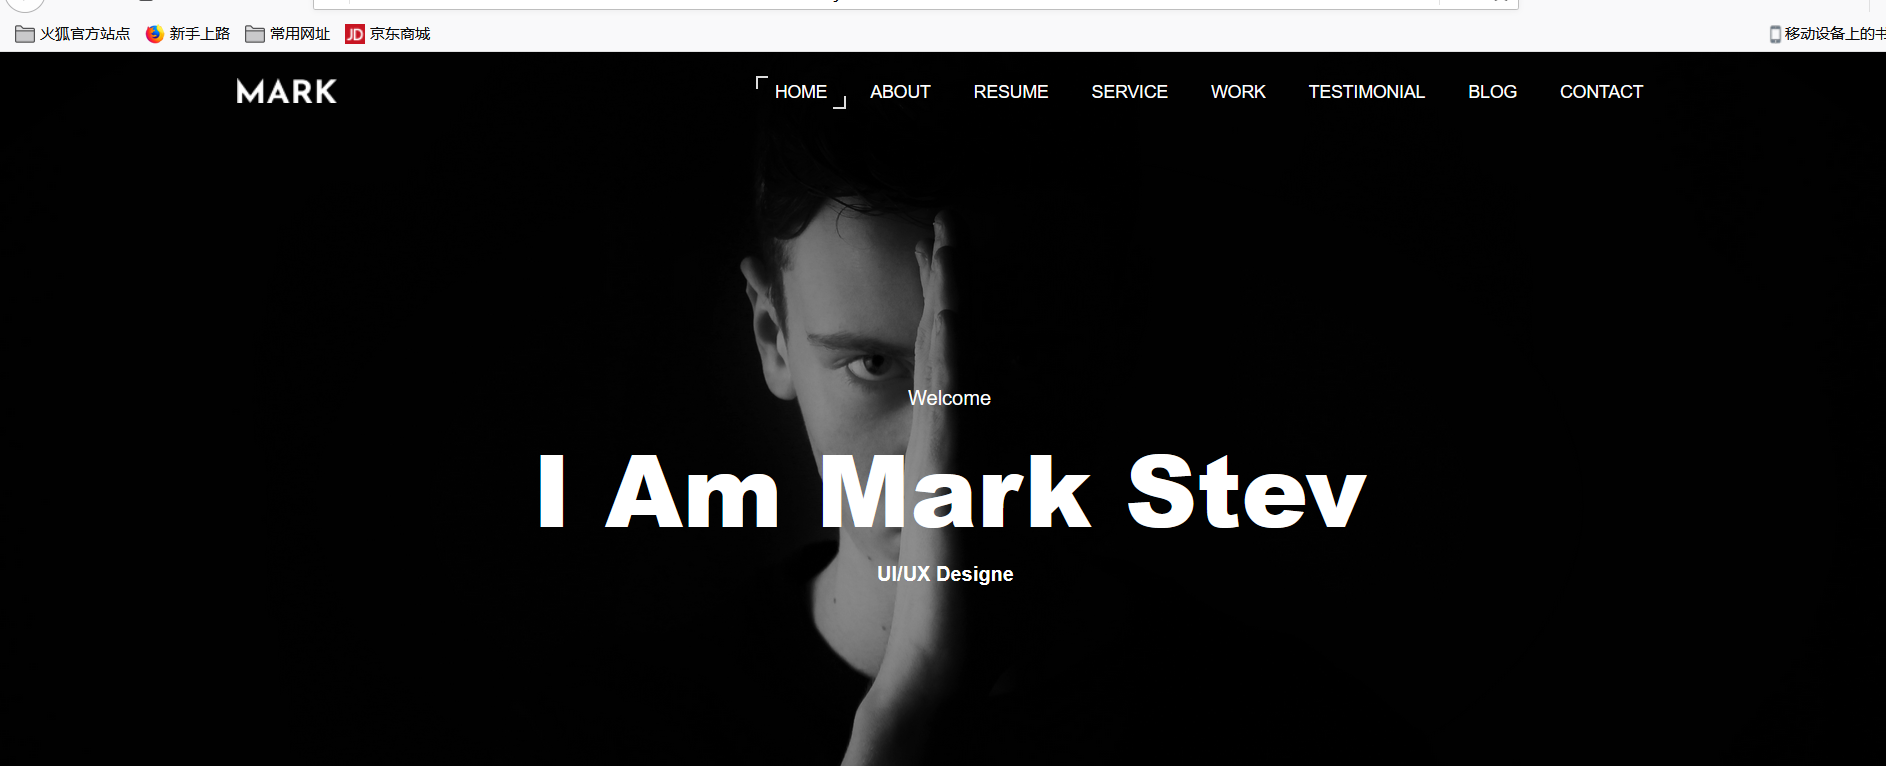 火狐官方站点 新手上路 常用网址 JD 京东商城 移动设备上的书
MARK HOME ABOUT RESUME SERVICE WORK TESTIMONIAL BLOG CONTACT
Welcome
I Am Mark Stev
UI/UX Designe